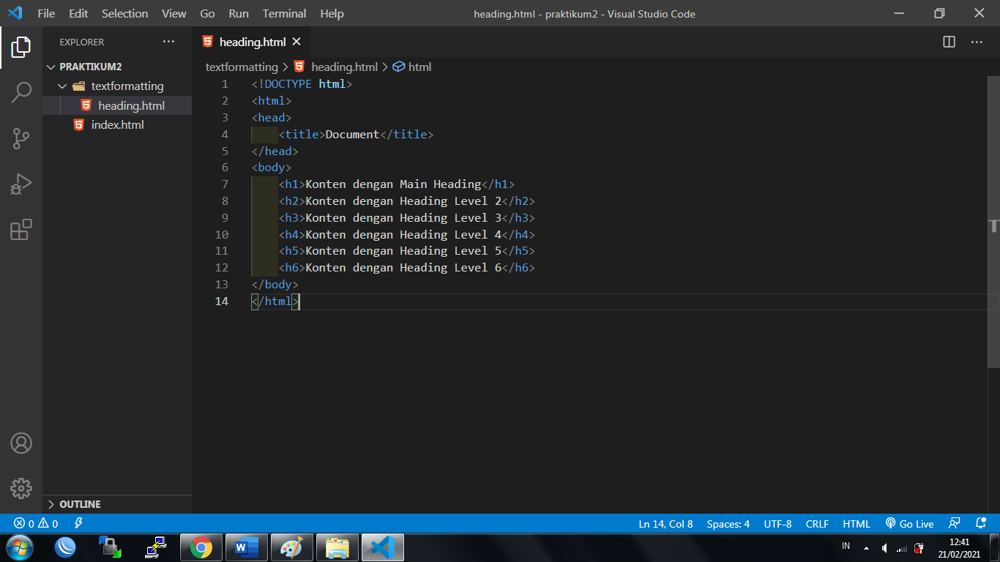 File Edit Selection View Go Run Terminal Help
heading.html - praktikum2 - Visual Studio Code
EXPLORER
PRAKTIKUM2
textformatting
heading.html
index.html
OUTLINE
heading.html
textformatting > heading.html > html
1 <!DOCTYPE html>
2 <html>
3 <head>
4 <title>Document</title>
5 </head>
6 <body>
7 <h1>Konten dengan Main Heading</h1>
8 <h2>Konten dengan Heading Level 2</h2>
9 <h3>Konten dengan Heading Level 3</h3>
10 <h4>Konten dengan Heading Level 4</h4>
11 <h5>Konten dengan Heading Level 5</h5>
12 <h6>Konten dengan Heading Level 6</h6>
13 </body>
14 </html>
0 0
Ln 14, Col 8 Spaces: 4 UTF-8 CRLF HTML Go Live
IN
12:41
21/02/2021